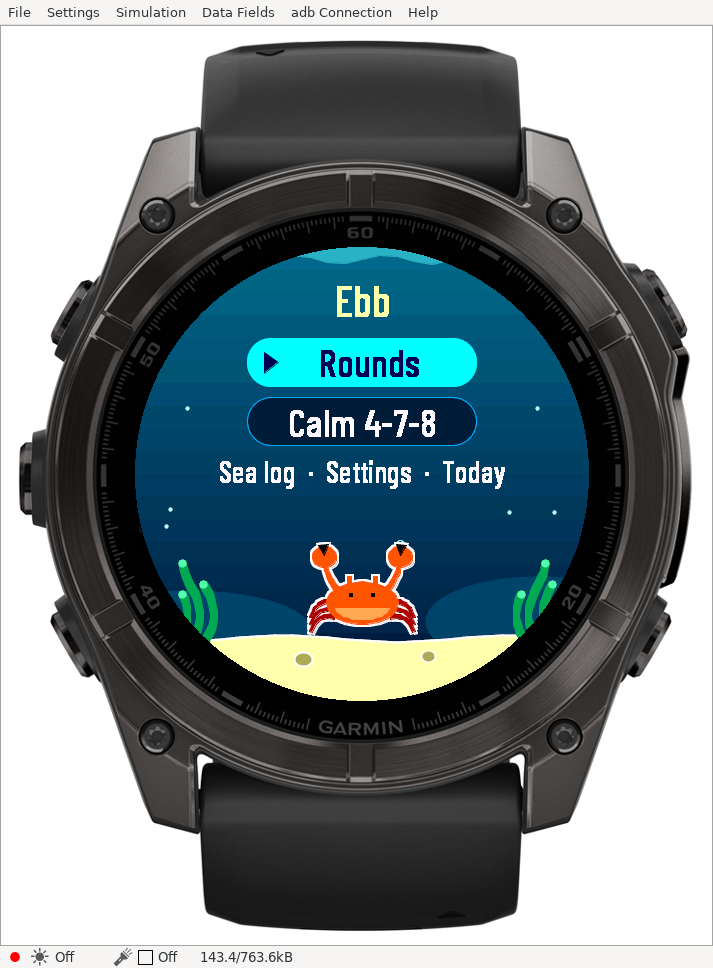 File Settings Simulation Data Fields adb Connection Help
60
50
Ebb
Rounds
Calm 4-7-8
Sea log · Settings · Today
40
20
GARMIN
Off Off 143.4/763.6kB